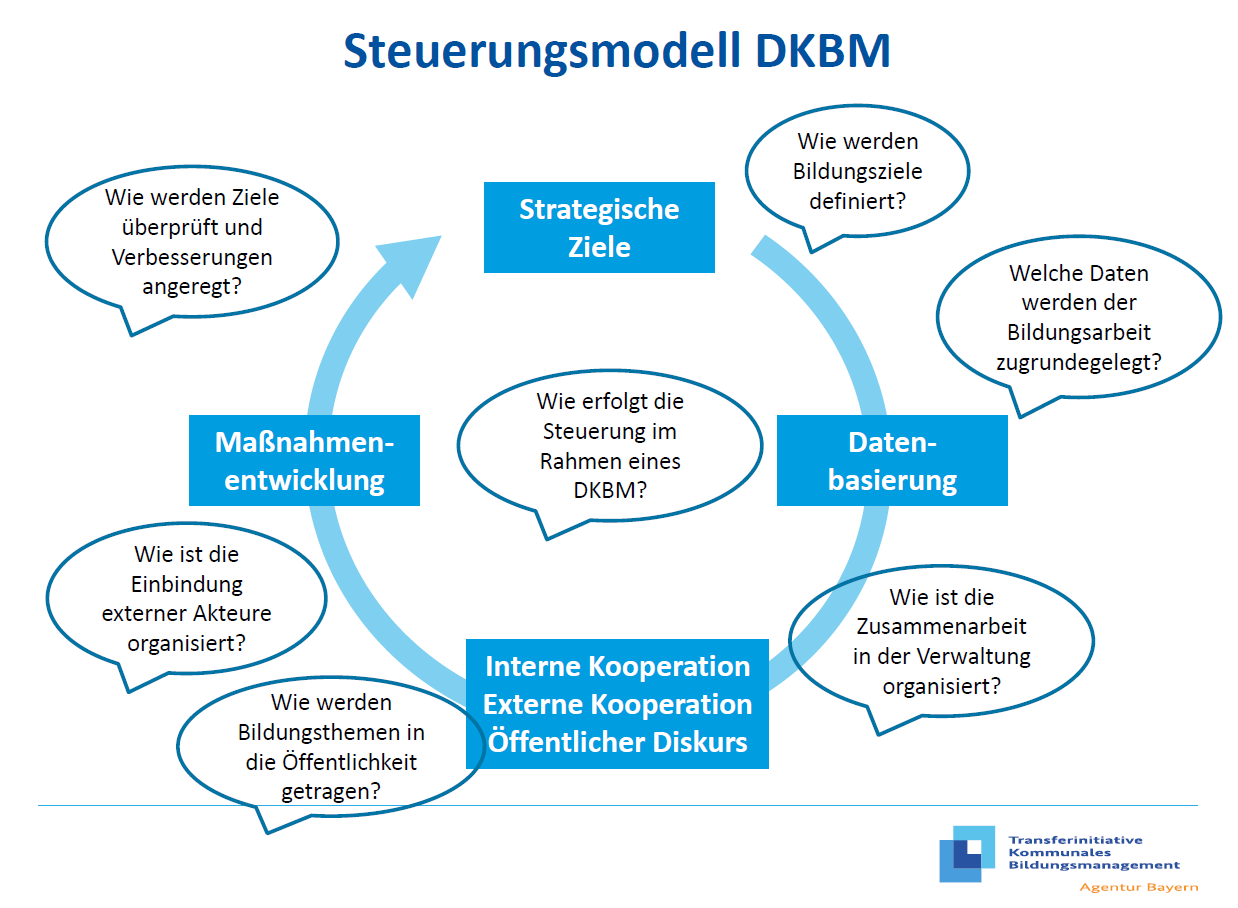 Steuerungsmodell DKBM
Wie werden
Bildungsziele
definiert?
Wie werden Ziele
überprüft und
Verbesserungen
angeregt?
Strategische
Ziele
Welche Daten
werden der
Bildungsarbeit
zugrundegelegt?
Wie erfolgt die
Steuerung im
Rahmen eines
DKBM?
Maßnahmen-
entwicklung
Daten-
basierung
Wie ist die
Einbindung
externer Akteure
organisiert?
Wie ist die
Zusammenarbeit
in der Verwaltung
organisiert?
Interne Kooperation
Externe Kooperation
Öffentlicher Diskurs
Wie werden
Bildungsthemen in
die Öffentlichkeit
getragen?
Transferinitiative
Kommunales
Bildungsmanagement
Agentur Bayern